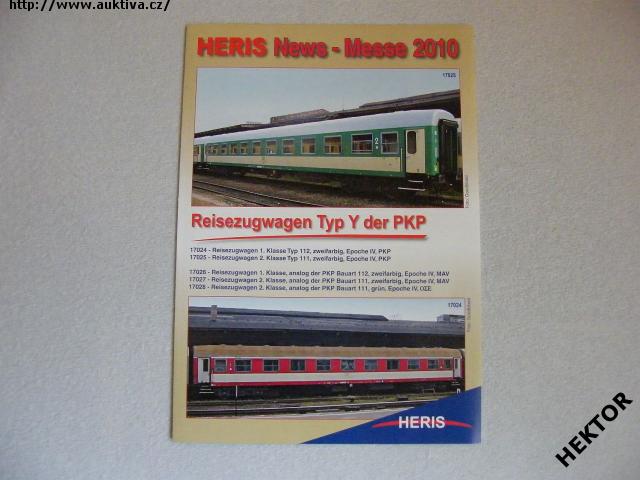 http://www.auktiva.cz/
HERIS News - Messe 2010
17025
Reisezugwagen Typ Y der PKP
17024 - Reisezugwagen 1. Klasse Typ 112, zweifarbig, Epoche IV, PKP
17025 - Reisezugwagen 2. Klasse Typ 111, zweifarbig, Epoche IV, PKP
17026 - Reisezugwagen 1. Klasse, analog der PKP Bauart 112, zweifarbig, Epoche IV, MAV
17027 - Reisezugwagen 2. Klasse, analog der PKP Bauart 111, zweifarbig, Epoche IV, MAV
17028 - Reisezugwagen 2. Klasse, analog der PKP Bauart 111, grün, Epoche IV, ΟΣΕ
17024
HERIS
HEKTOR